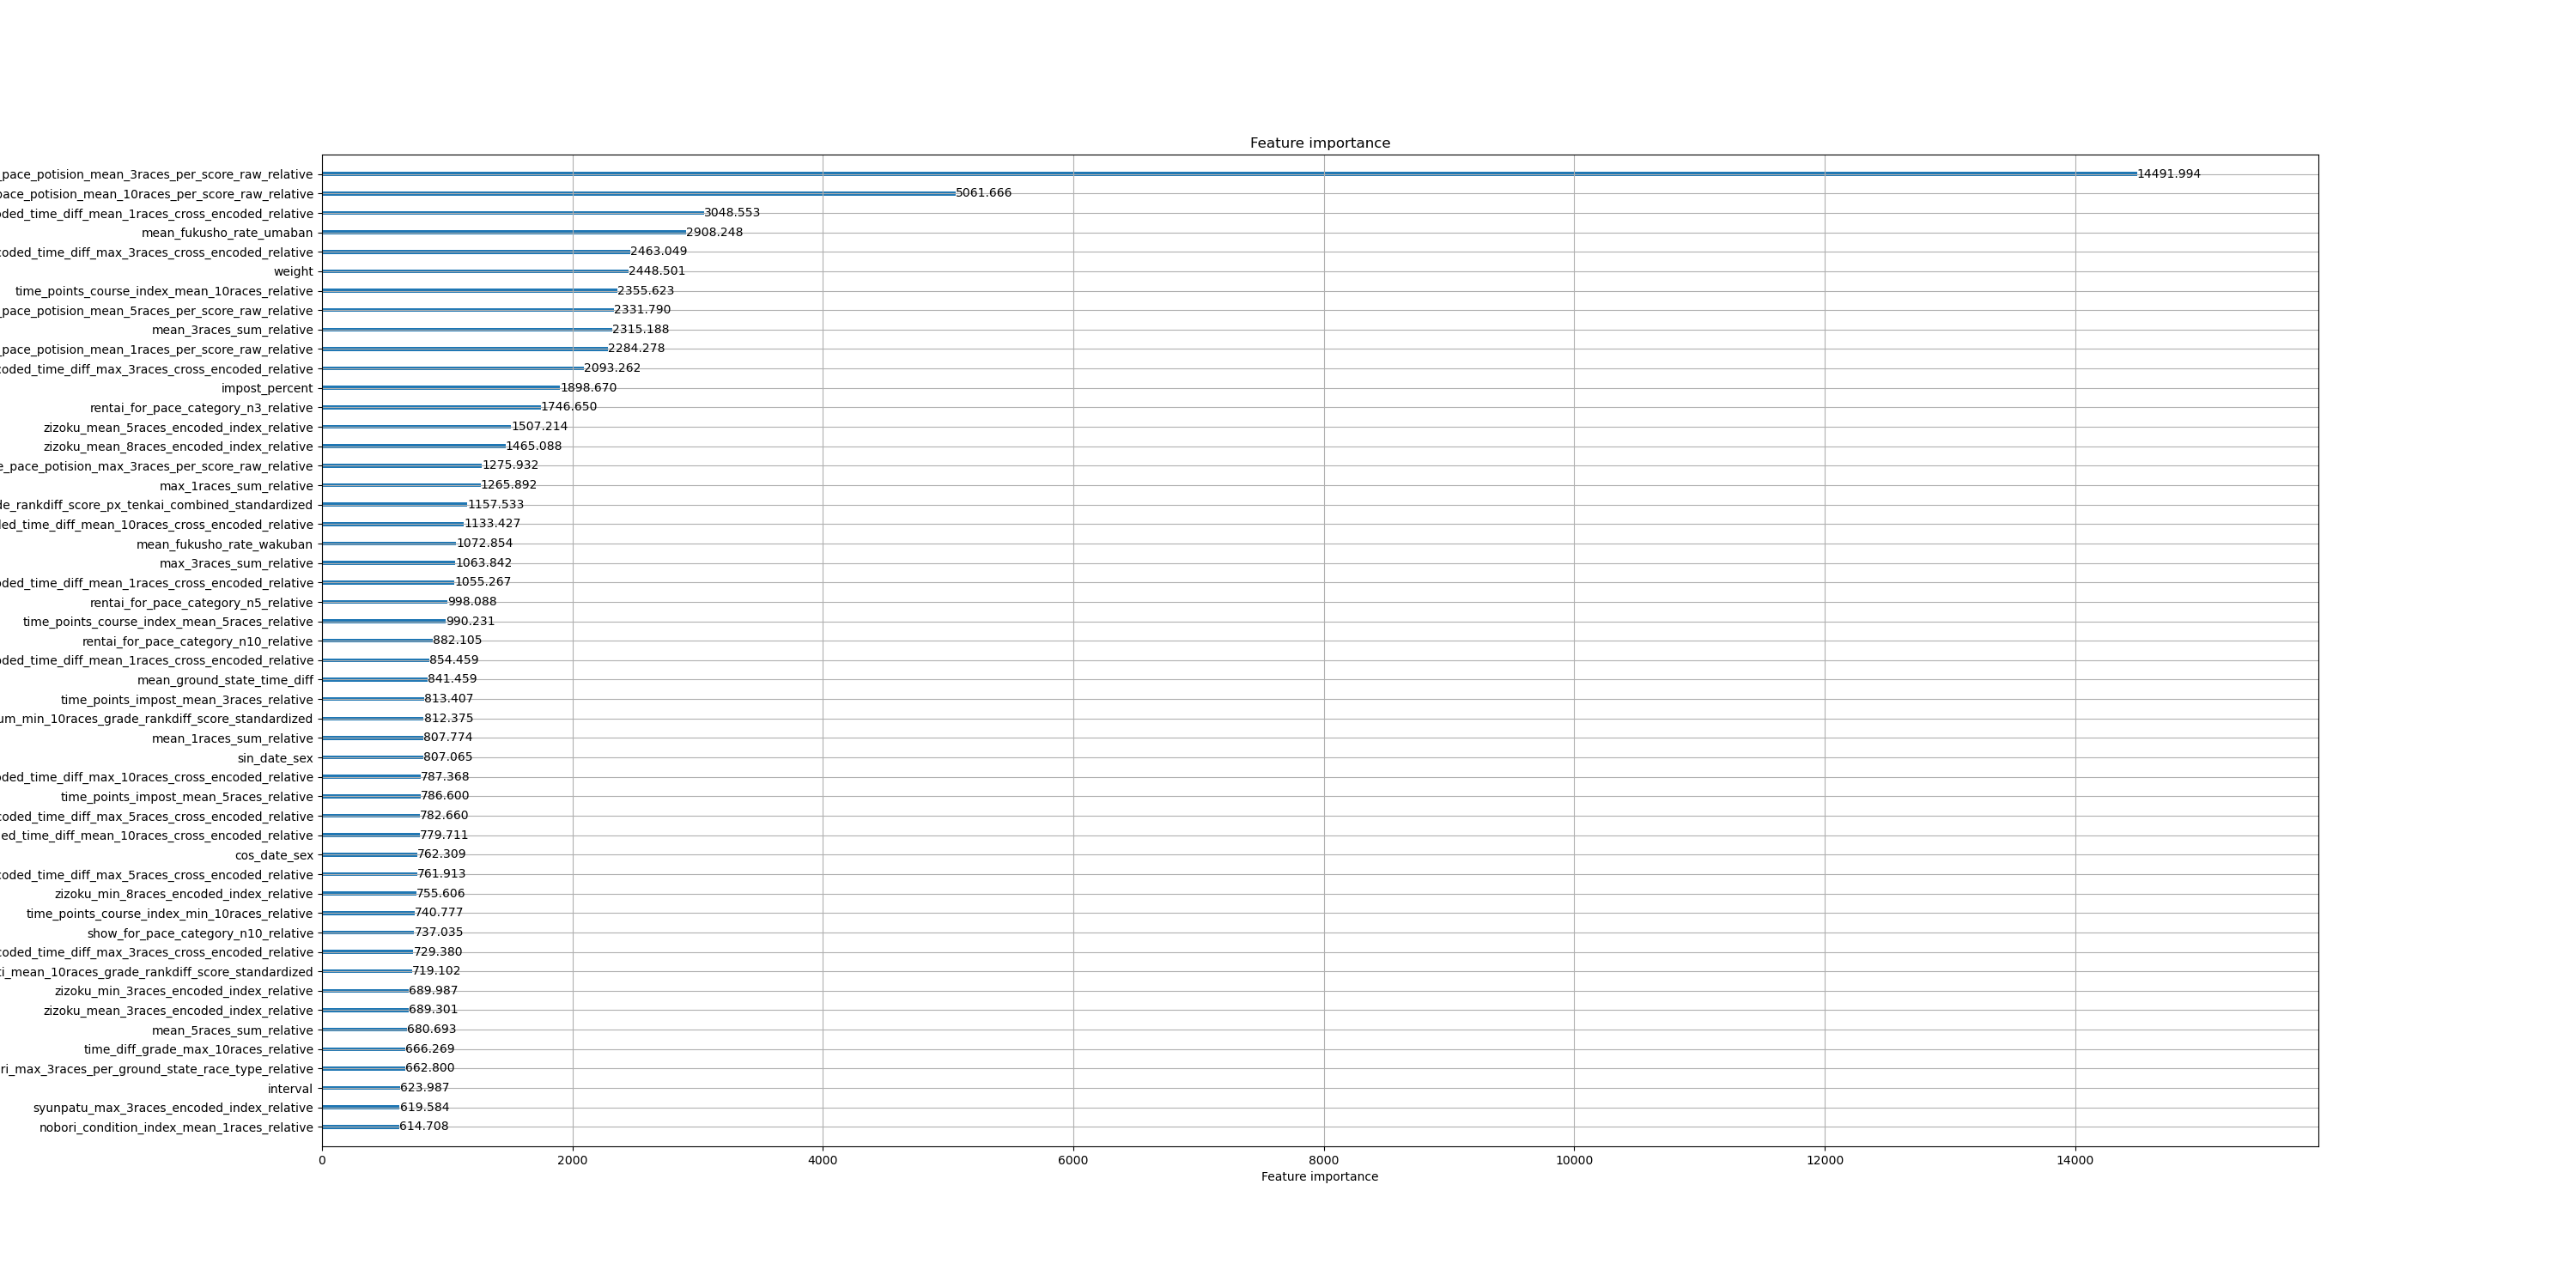 Feature importance
_pace_potision_mean_3races_per_score_raw_relative 14491.994
pace_potision_mean_10races_per_score_raw_relative 5061.666
ded_time_diff_mean_1races_cross_encoded_relative 3048.553
mean_fukusho_rate_umaban 2908.248
coded_time_diff_max_3races_cross_encoded_relative 2463.049
weight 2448.501
time_points_course_index_mean_10races_relative 2355.623
_pace_potision_mean_5races_per_score_raw_relative 2331.790
mean_3races_sum_relative 2315.188
_pace_potision_mean_1races_per_score_raw_relative 2284.278
coded_time_diff_max_3races_cross_encoded_relative 2093.262
impost_percent 1898.670
rentai_for_pace_category_n3_relative 1746.650
zizoku_mean_5races_encoded_index_relative 1507.214
zizoku_mean_8races_encoded_index_relative 1465.088
e_pace_potision_max_3races_per_score_raw_relative 1275.932
max_1races_sum_relative 1265.892
de_rankdiff_score_px_tenkai_combined_standardized 1157.533
ed_time_diff_mean_10races_cross_encoded_relative 1133.427
mean_fukusho_rate_wakuban 1072.854
max_3races_sum_relative 1063.842
ded_time_diff_mean_1races_cross_encoded_relative 1055.267
rentai_for_pace_category_n5_relative 998.088
time_points_course_index_mean_5races_relative 990.231
rentai_for_pace_category_n10_relative 882.105
ded_time_diff_mean_1races_cross_encoded_relative 854.459
mean_ground_state_time_diff 841.459
time_points_impost_mean_3races_relative 813.407
um_min_10races_grade_rankdiff_score_standardized 812.375
mean_1races_sum_relative 807.774
sin_date_sex 807.065
ded_time_diff_max_10races_cross_encoded_relative 787.368
time_points_impost_mean_5races_relative 786.600
coded_time_diff_max_5races_cross_encoded_relative 782.660
ed_time_diff_mean_10races_cross_encoded_relative 779.711
cos_date_sex 762.309
coded_time_diff_max_5races_cross_encoded_relative 761.913
zizoku_min_8races_encoded_index_relative 755.606
time_points_course_index_min_10races_relative 740.777
show_for_pace_category_n10_relative 737.035
coded_time_diff_max_3races_cross_encoded_relative 729.380
i_mean_10races_grade_rankdiff_score_standardized 719.102
zizoku_min_3races_encoded_index_relative 689.987
zizoku_mean_3races_encoded_index_relative 689.301
mean_5races_sum_relative 680.693
time_diff_grade_max_10races_relative 666.269
ri_max_3races_per_ground_state_race_type_relative 662.800
interval 623.987
syunpatu_max_3races_encoded_index_relative 619.584
nobori_condition_index_mean_1races_relative 614.708
0 2000 4000 6000 8000 10000 12000 14000
Feature importance